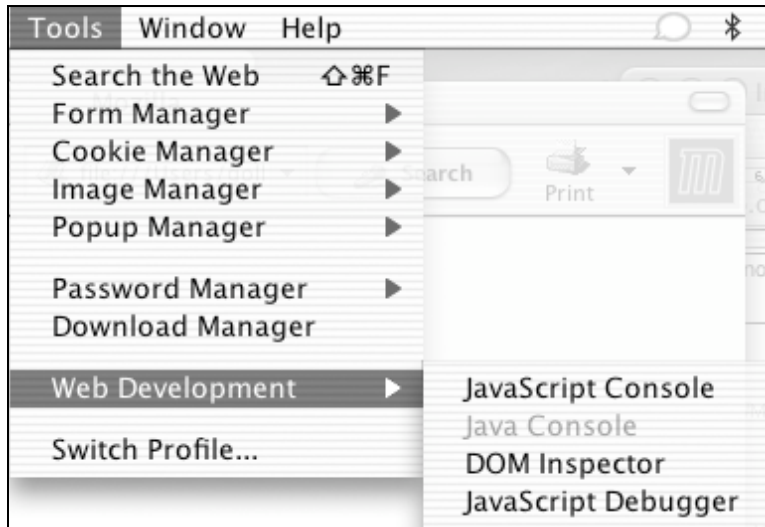 Tools Window Help
Search the Web ⇧⌘F
Form Manager
Cookie Manager
Image Manager
Search
Print
Popup Manager
Password Manager
Download Manager
Web Development
JavaScript Console
Java Console
DOM Inspector
Switch Profile...
JavaScript Debugger